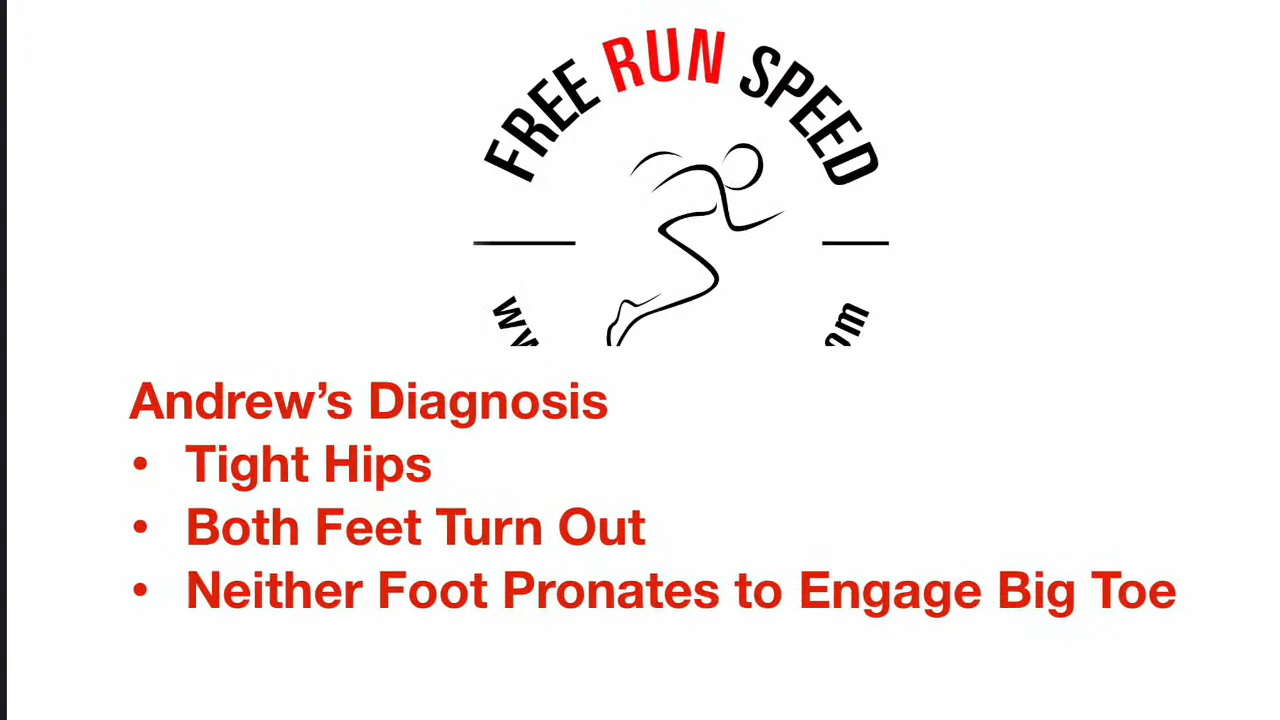 FREE RUN SPEED
Andrew’s Diagnosis
• Tight Hips
• Both Feet Turn Out
• Neither Foot Pronates to Engage Big Toe